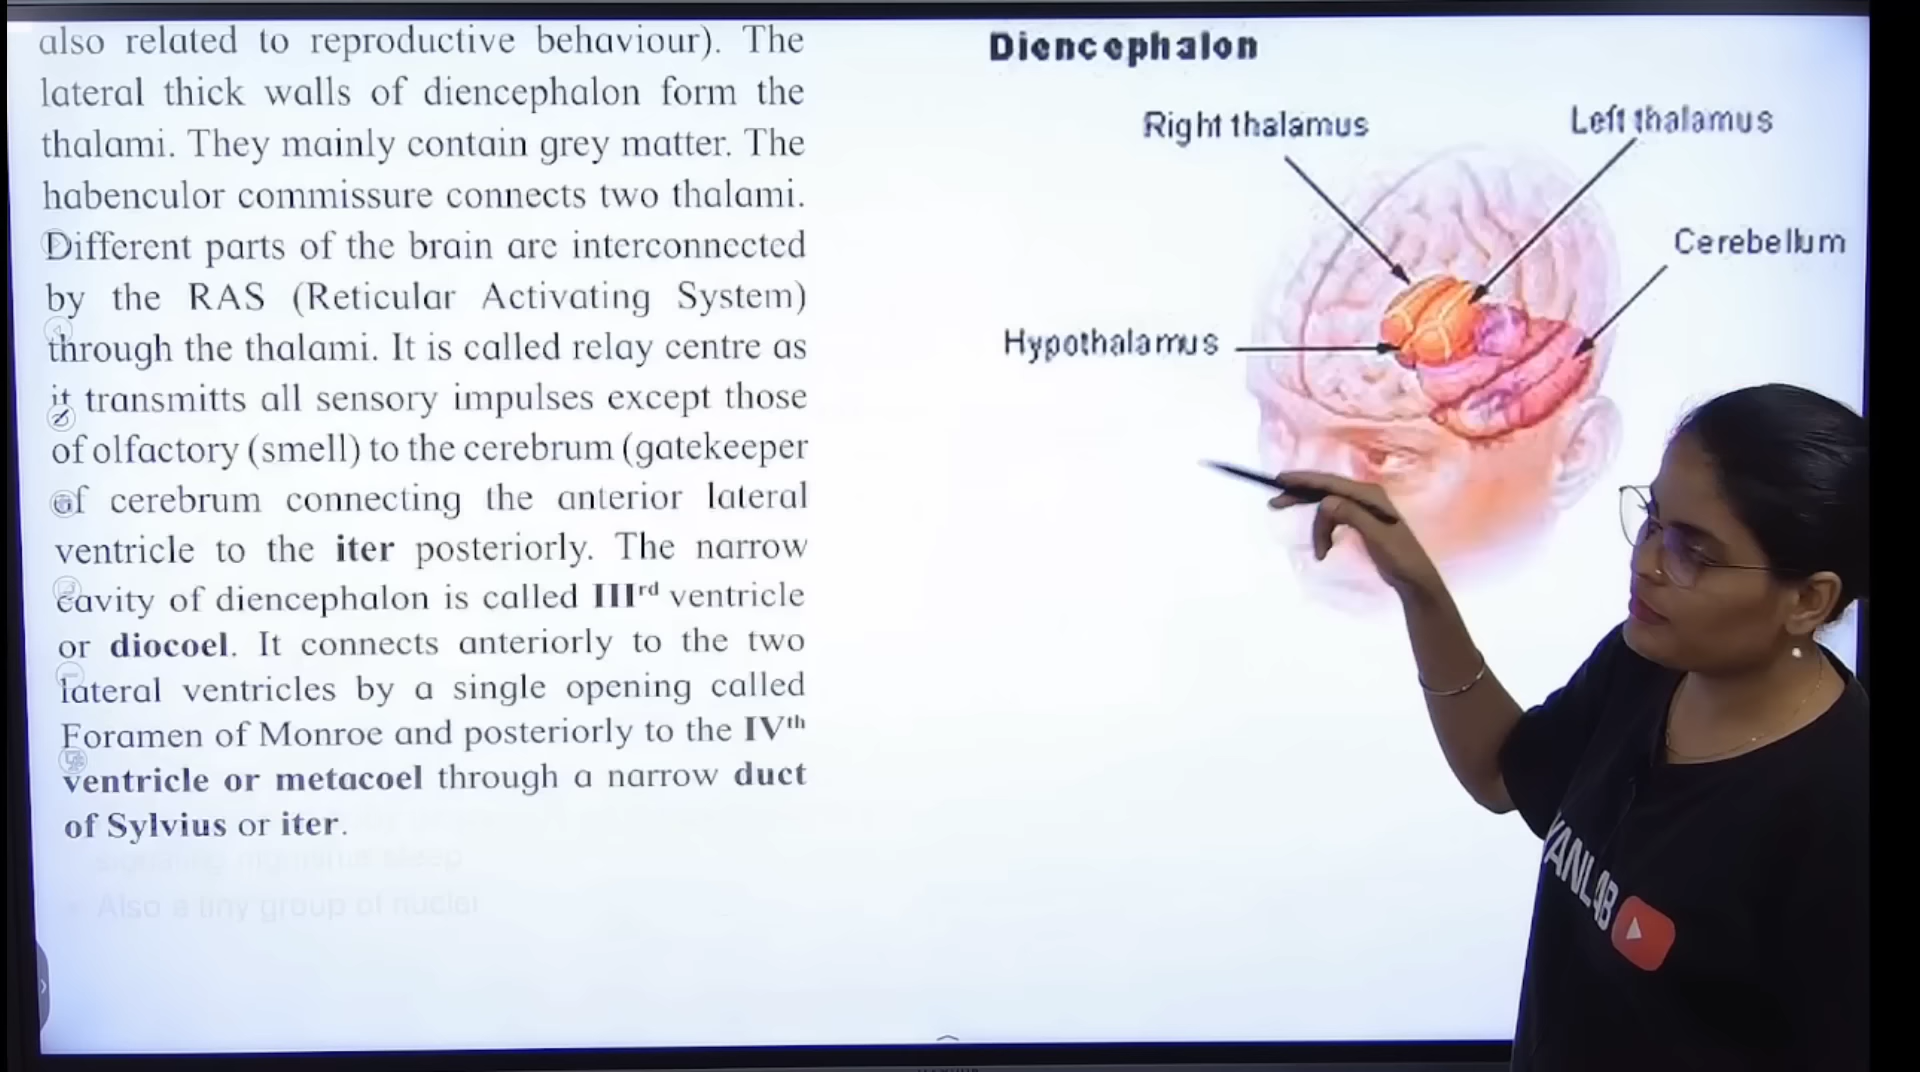 also related to reproductive behaviour). The
lateral thick walls of diencephalon form the
thalami. They mainly contain grey matter. The
habenculor commissure connects two thalami.
Different parts of the brain are interconnected
by the RAS (Reticular Activating System)
through the thalami. It is called relay centre as
it transmitts all sensory impulses except those
of olfactory (smell) to the cerebrum (gatekeeper
of cerebrum connecting the anterior lateral
ventricle to the iter posteriorly. The narrow
cavity of diencephalon is called IIIrd ventricle
or diocoel. It connects anteriorly to the two
lateral ventricles by a single opening called
Foramen of Monroe and posteriorly to the IVth
ventricle or metacoel through a narrow duct
of Sylvius or iter.
Also a tiny group of nuclei
Diencephalon
Right thalamus
Left thalamus
Cerebellum
Hypothalamus
YANLAB